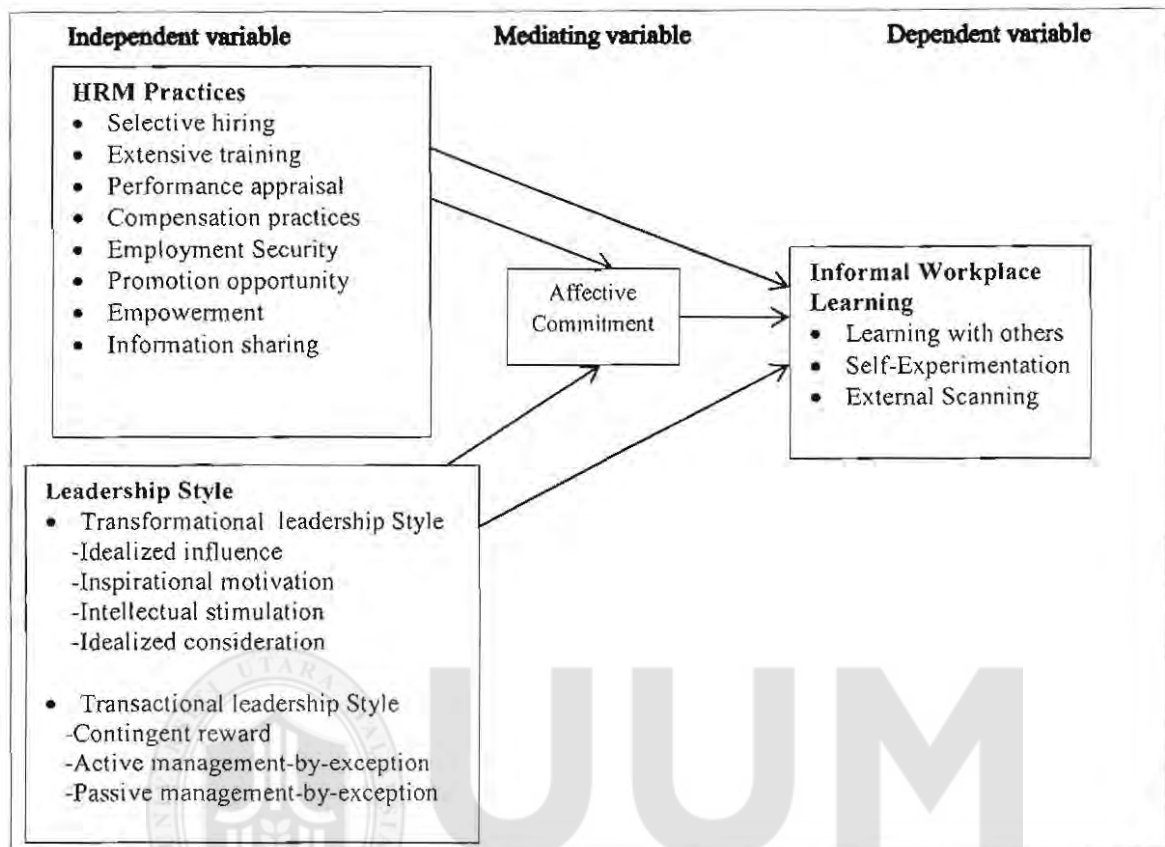 Independent variable
Mediating variable
Dependent variable
HRM Practices
• Selective hiring
• Extensive training
• Performance appraisal
• Compensation practices
• Employment Security
• Promotion opportunity
• Empowerment
• Information sharing
Affective
Commitment
Informal Workplace
Learning
• Learning with others
• Self-Experimentation
• External Scanning
Leadership Style
• Transformational leadership Style
-Idealized influence
-Inspirational motivation
-Intellectual stimulation
-Idealized consideration
• Transactional leadership Style
-Contingent reward
-Active management-by-exception
-Passive management-by-exception
UTARA
UUM